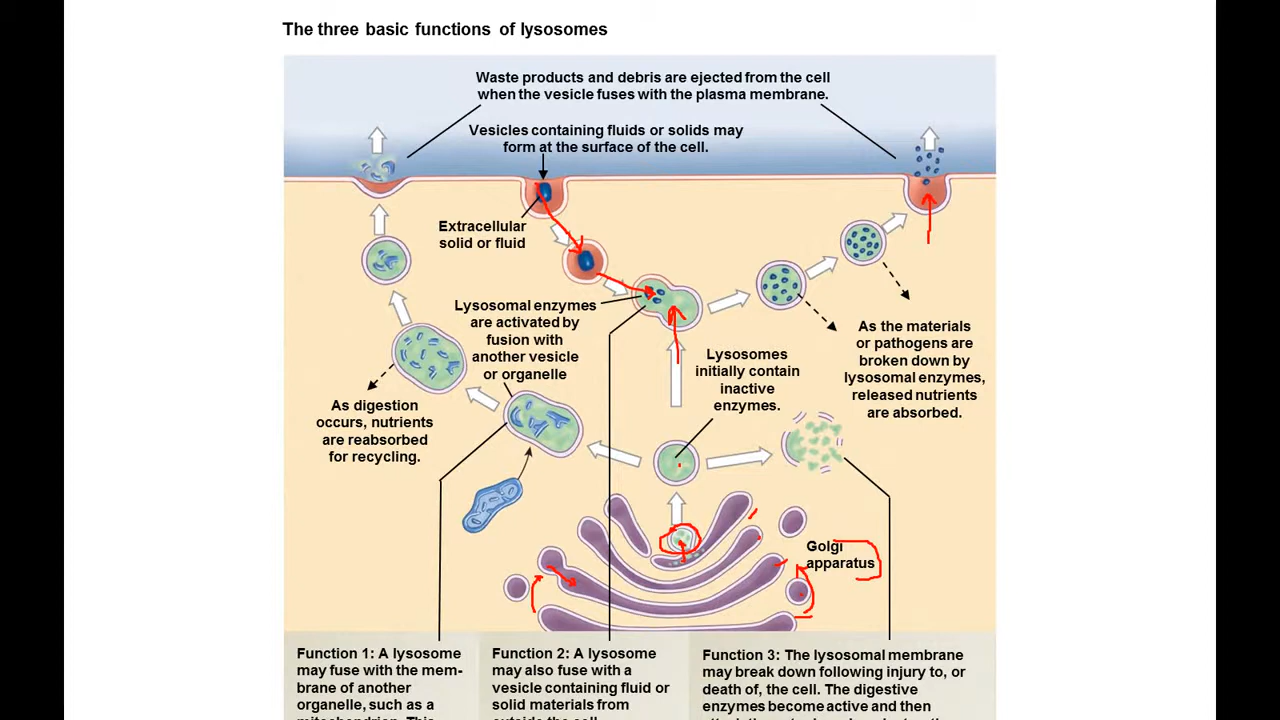 The three basic functions of lysosomes
Waste products and debris are ejected from the cell
when the vesicle fuses with the plasma membrane.
Vesicles containing fluids or solids may
form at the surface of the cell.
Extracellular
solid or fluid
Lysosomal enzymes
are activated by
fusion with
another vesicle
or organelle
Lysosomes
initially contain
inactive
enzymes.
As the materials
or pathogens are
broken down by
lysosomal enzymes,
released nutrients
are absorbed.
As digestion
occurs, nutrients
are reabsorbed
for recycling.
Golgi
apparatus
Function 1: A lysosome
may fuse with the mem-
brane of another
organelle, such as a
mitochondrion. This
Function 2: A lysosome
may also fuse with a
vesicle containing fluid or
solid materials from
outside the cell
Function 3: The lysosomal membrane
may break down following injury to, or
death of, the cell. The digestive
enzymes become active and then